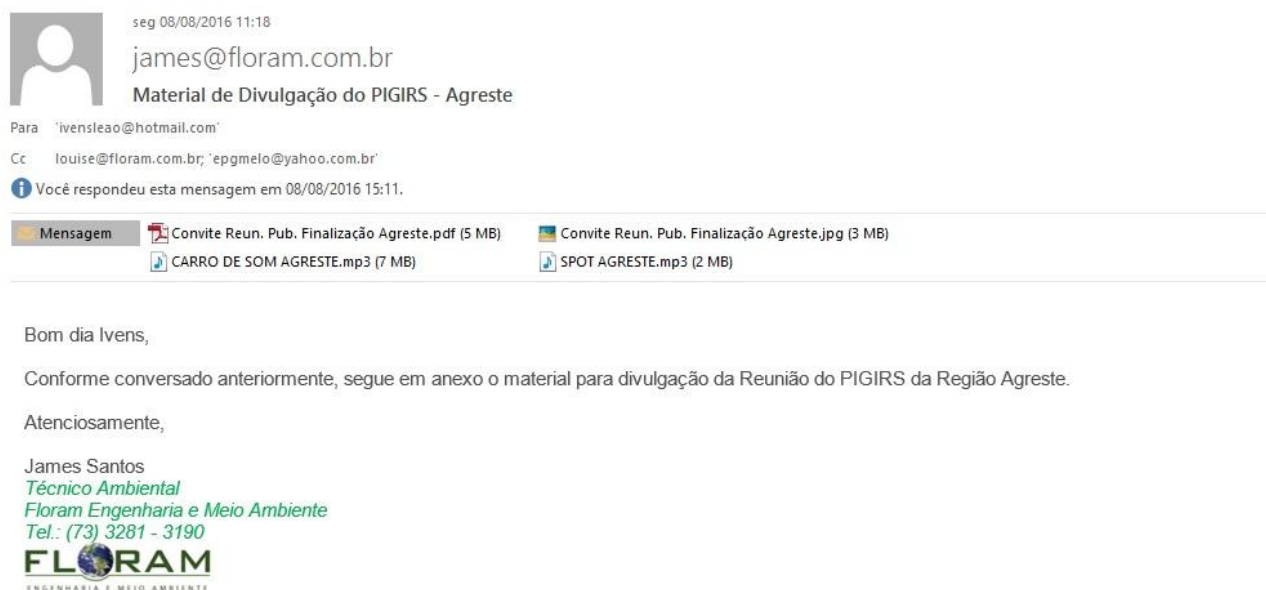 seg 08/08/2016 11:18
james@floram.com.br
Material de Divulgação do PIGIRS - Agreste
Para 'ivensleao@hotmail.com'
Cc louise@floram.com.br; 'epgmelo@yahoo.com.br'
Você respondeu esta mensagem em 08/08/2016 15:11.
Mensagem Convite Reun. Pub. Finalização Agreste.pdf (5 MB) Convite Reun. Pub. Finalização Agreste.jpg (3 MB)
CARRO DE SOM AGRESTE.mp3 (7 MB) SPOT AGRESTE.mp3 (2 MB)
Bom dia Ivens,
Conforme conversado anteriormente, segue em anexo o material para divulgação da Reunião do PIGIRS da Região Agreste.
Atenciosamente,
James Santos
Técnico Ambiental
Floram Engenharia e Meio Ambiente
Tel.: (73) 3281 - 3190
FLORAM
ENGENHARIA E MEIO AMBIENTE